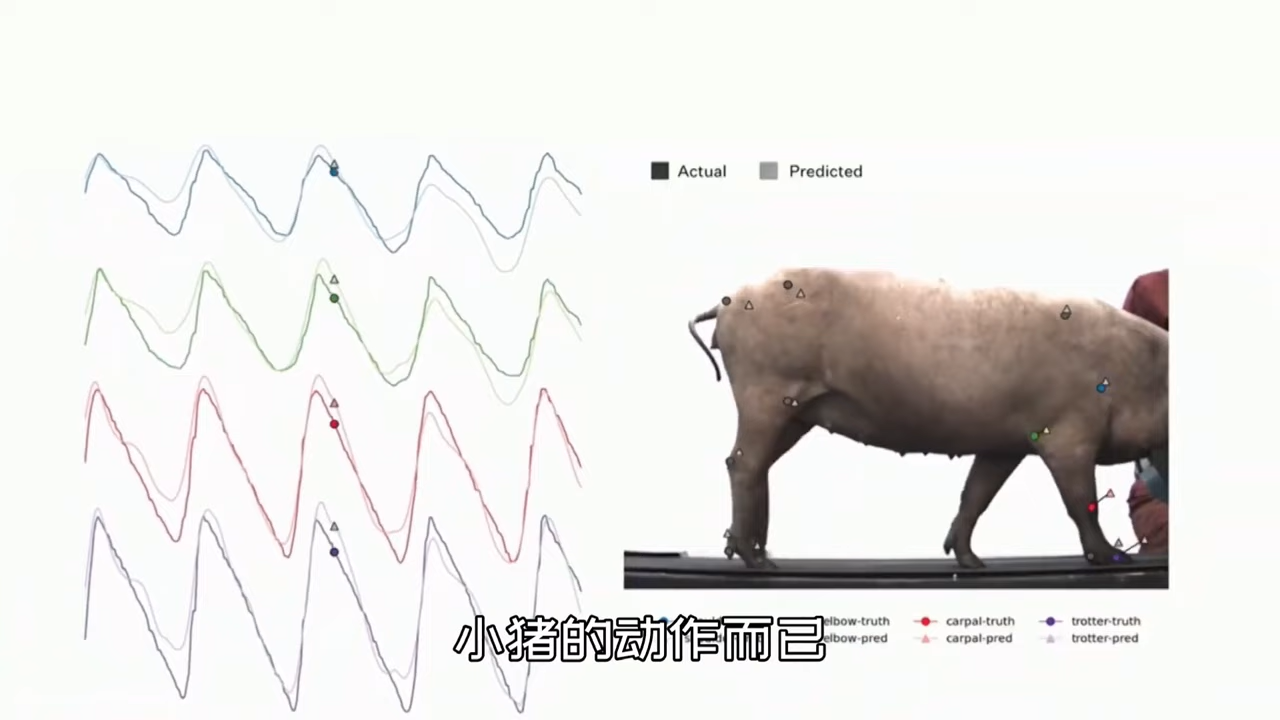 Actual Predicted
elbow-truth carpal-truth trotter-truth
elbow-pred carpal-pred trotter-pred
小猪的动作而已